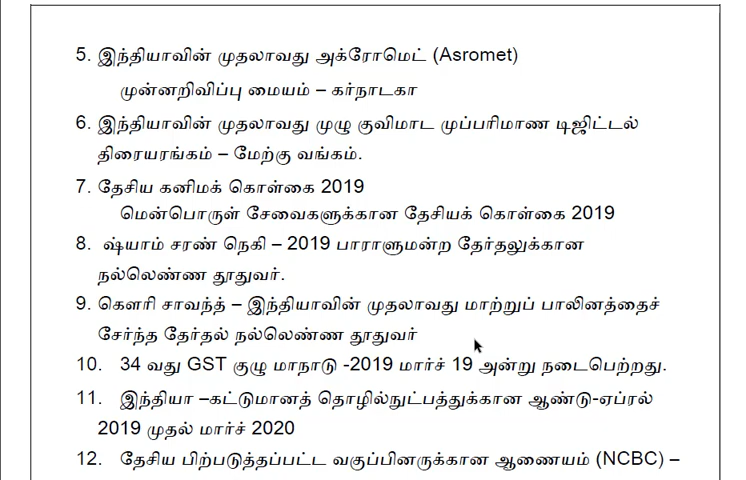 5. இந்தியாவின் முதலாவது அக்ரோமெட் (Asromet)
முன்னறிவிப்பு மையம் – கர்நாடகா
6. இந்தியாவின் முதலாவது முழு குவிமாட முப்பரிமாண டிஜிட்டல்
திரையரங்கம் – மேற்கு வங்கம்.
7. தேசிய கனிமக் கொள்கை 2019
மென்பொருள் சேவைகளுக்கான தேசியக் கொள்கை 2019
8. ஷ்யாம் சரண் நெகி – 2019 பாராளுமன்ற தேர்தலுக்கான
நல்லெண்ண தூதுவர்.
9. கௌரி சாவந்த் – இந்தியாவின் முதலாவது மாற்றுப் பாலினத்தைச்
சேர்ந்த தேர்தல் நல்லெண்ண தூதுவர்
10. 34 வது GST குழு மாநாடு -2019 மார்ச் 19 அன்று நடைபெற்றது.
11. இந்தியா –கட்டுமானத் தொழில்நுட்பத்துக்கான ஆண்டு-ஏப்ரல்
2019 முதல் மார்ச் 2020
12. தேசிய பிற்படுத்தப்பட்ட வகுப்பினருக்கான ஆணையம் (NCBC) –